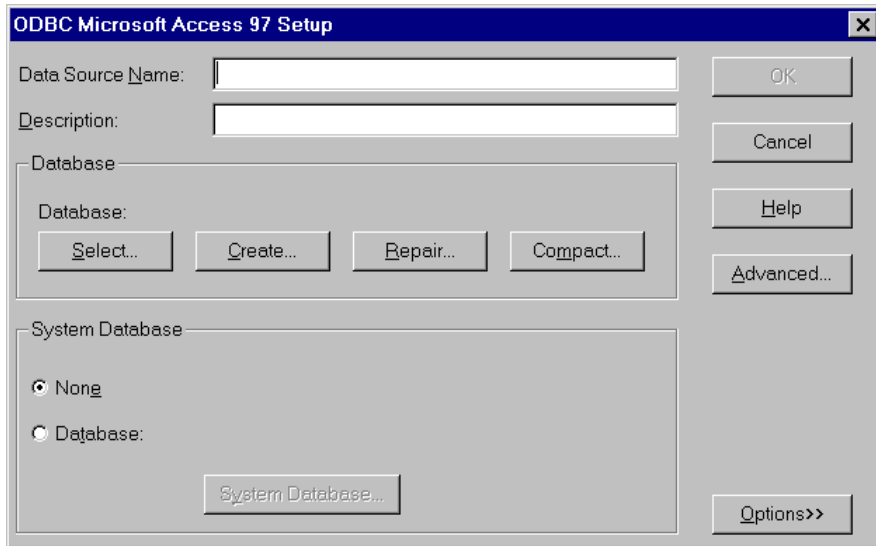 ODBC Microsoft Access 97 Setup
Data Source Name:
OK
Description:
Cancel
Database
Database:
Help
Select...
Create...
Repair...
Compact...
Advanced...
System Database
None
Database:
System Database...
Options>>